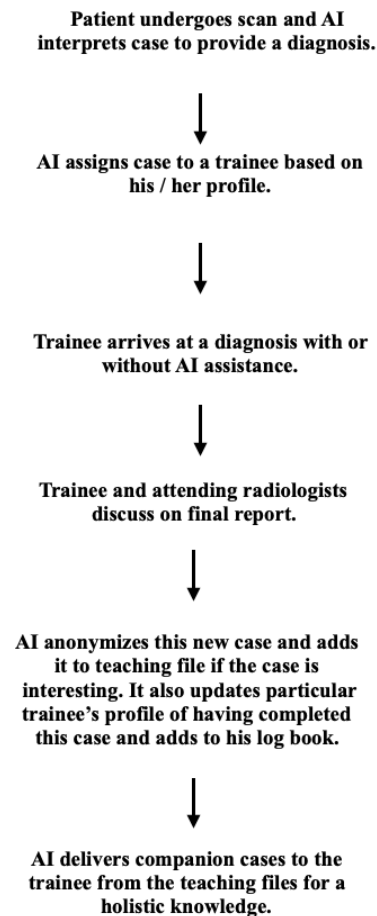 Patient undergoes scan and AI
interprets case to provide a diagnosis.
AI assigns case to a trainee based on
his / her profile.
Trainee arrives at a diagnosis with or
without AI assistance.
Trainee and attending radiologists
discuss on final report.
AI anonymizes this new case and adds
it to teaching file if the case is
interesting. It also updates particular
trainee’s profile of having completed
this case and adds to his log book.
AI delivers companion cases to the
trainee from the teaching files for a
holistic knowledge.